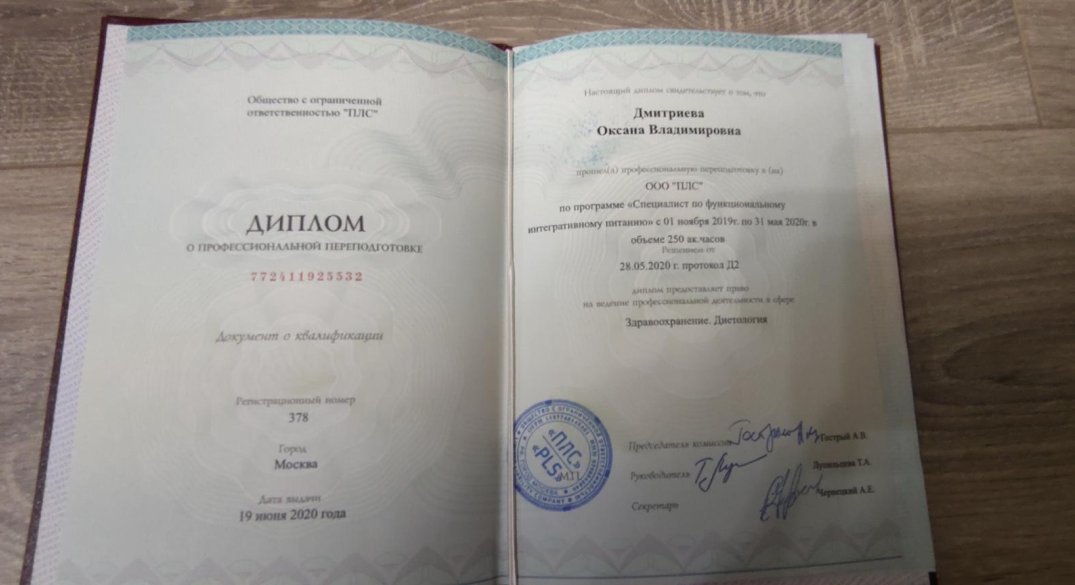 Общество с ограниченной
ответственностью "ПЛС"
ДИПЛОМ
О ПРОФЕССИОНАЛЬНОЙ ПЕРЕПОДГОТОВКЕ
772411925532
Документ о квалификации
Регистрационный номер
378
Город
Москва
Дата выдачи
19 июня 2020 года
Настоящий диплом свидетельствует о том, что
Дмитриева
Оксана Владимировна
прошел(а) профессиональную переподготовку в (на)
ООО "ПЛС"
по программе «Специалист по функциональному
интегративному питанию» с 01 ноября 2019г. по 31 мая 2020г. в
объеме 250 ак.часов
Решением от
28.05.2020 г. протокол Д2
диплом предоставляет право
на ведение профессиональной деятельности в сфере
Здравоохранение. Диетология
«ПЛС»
«PLS»
М.П.
Председатель комиссии Гострый А.В.
Руководитель Т.А.
Секретарь Чернецкий А.Е.